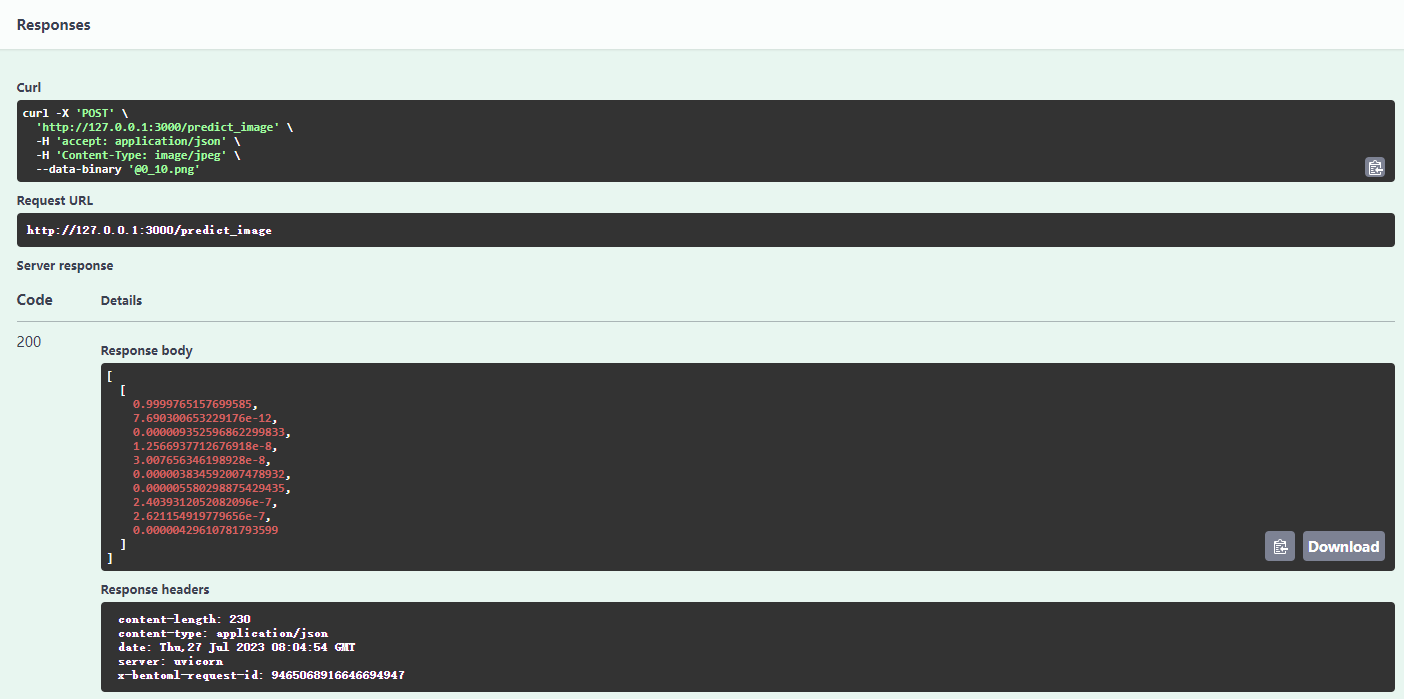 Responses
Curl
curl -X 'POST' \
'http://127.0.0.1:3000/predict_image' \
-H 'accept: application/json' \
-H 'Content-Type: image/jpeg' \
--data-binary '@0_10.png'
Request URL
http://127.0.0.1:3000/predict_image
Server response
Code Details
200
Response body
[
[
0.9999765157699585,
7.690300653229176e-12,
0.000009352596862299833,
1.2566937712676918e-8,
3.007656346198928e-8,
0.000003834592007478932,
0.000005580298875429435,
2.4039312052082096e-7,
2.621154919779656e-7,
0.00000429610781793599
]
]
Download
Response headers
content-length: 230
content-type: application/json
date: Thu,27 Jul 2023 08:04:54 GMT
server: uvicorn
x-bentoml-request-id: 9465068916646694947